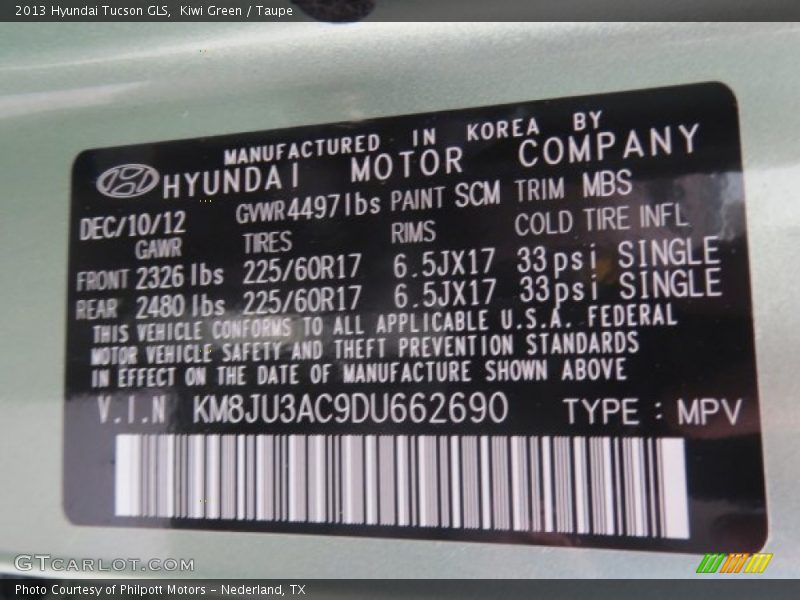 2013 Hyundai Tucson GLS, Kiwi Green / Taupe
MANUFACTURED IN KOREA BY
HYUNDAI MOTOR COMPANY
DEC/10/12 GVWR4497lbs PAINT SCM TRIM MBS
GAWR TIRES RIMS COLD TIRE INFL
FRONT 2326 lbs 225/60R17 6.5JX17 33psi SINGLE
REAR 2480 lbs 225/60R17 6.5JX17 33psi SINGLE
THIS VEHICLE CONFORMS TO ALL APPLICABLE U.S.A. FEDERAL
MOTOR VEHICLE SAFETY AND THEFT PREVENTION STANDARDS
IN EFFECT ON THE DATE OF MANUFACTURE SHOWN ABOVE
V.I.N KM8JU3AC9DU662690 TYPE : MPV
GTCARLOT.COM
Photo Courtesy of Philpott Motors - Nederland, TX